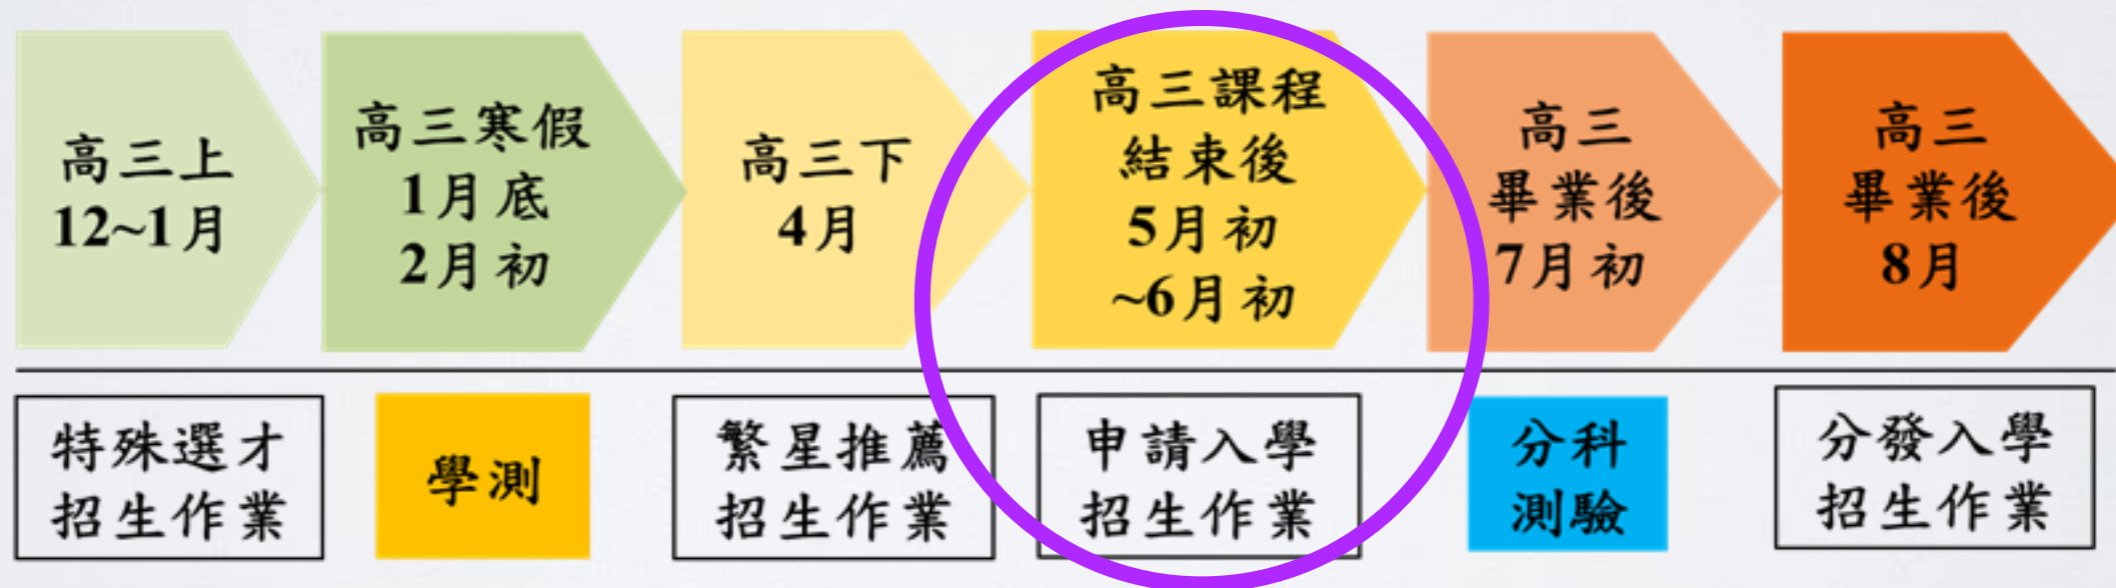 高三上
12~1月
高三寒假
1月底
2月初
高三下
4月
高三課程
結束後
5月初
~6月初
高三
畢業後
7月初
高三
畢業後
8月
特殊選才
招生作業
學測
繁星推薦
招生作業
申請入學
招生作業
分科
測驗
分發入學
招生作業